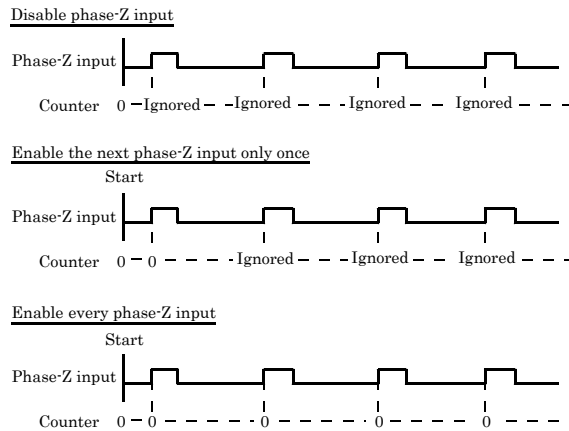 Disable phase-Z input
Phase-Z input
Counter 0 Ignored Ignored Ignored Ignored
Enable the next phase-Z input only once
Start
Phase-Z input
Counter 0 0 Ignored Ignored Ignored
Enable every phase-Z input
Start
Phase-Z input
Counter 0 0 0 0 0